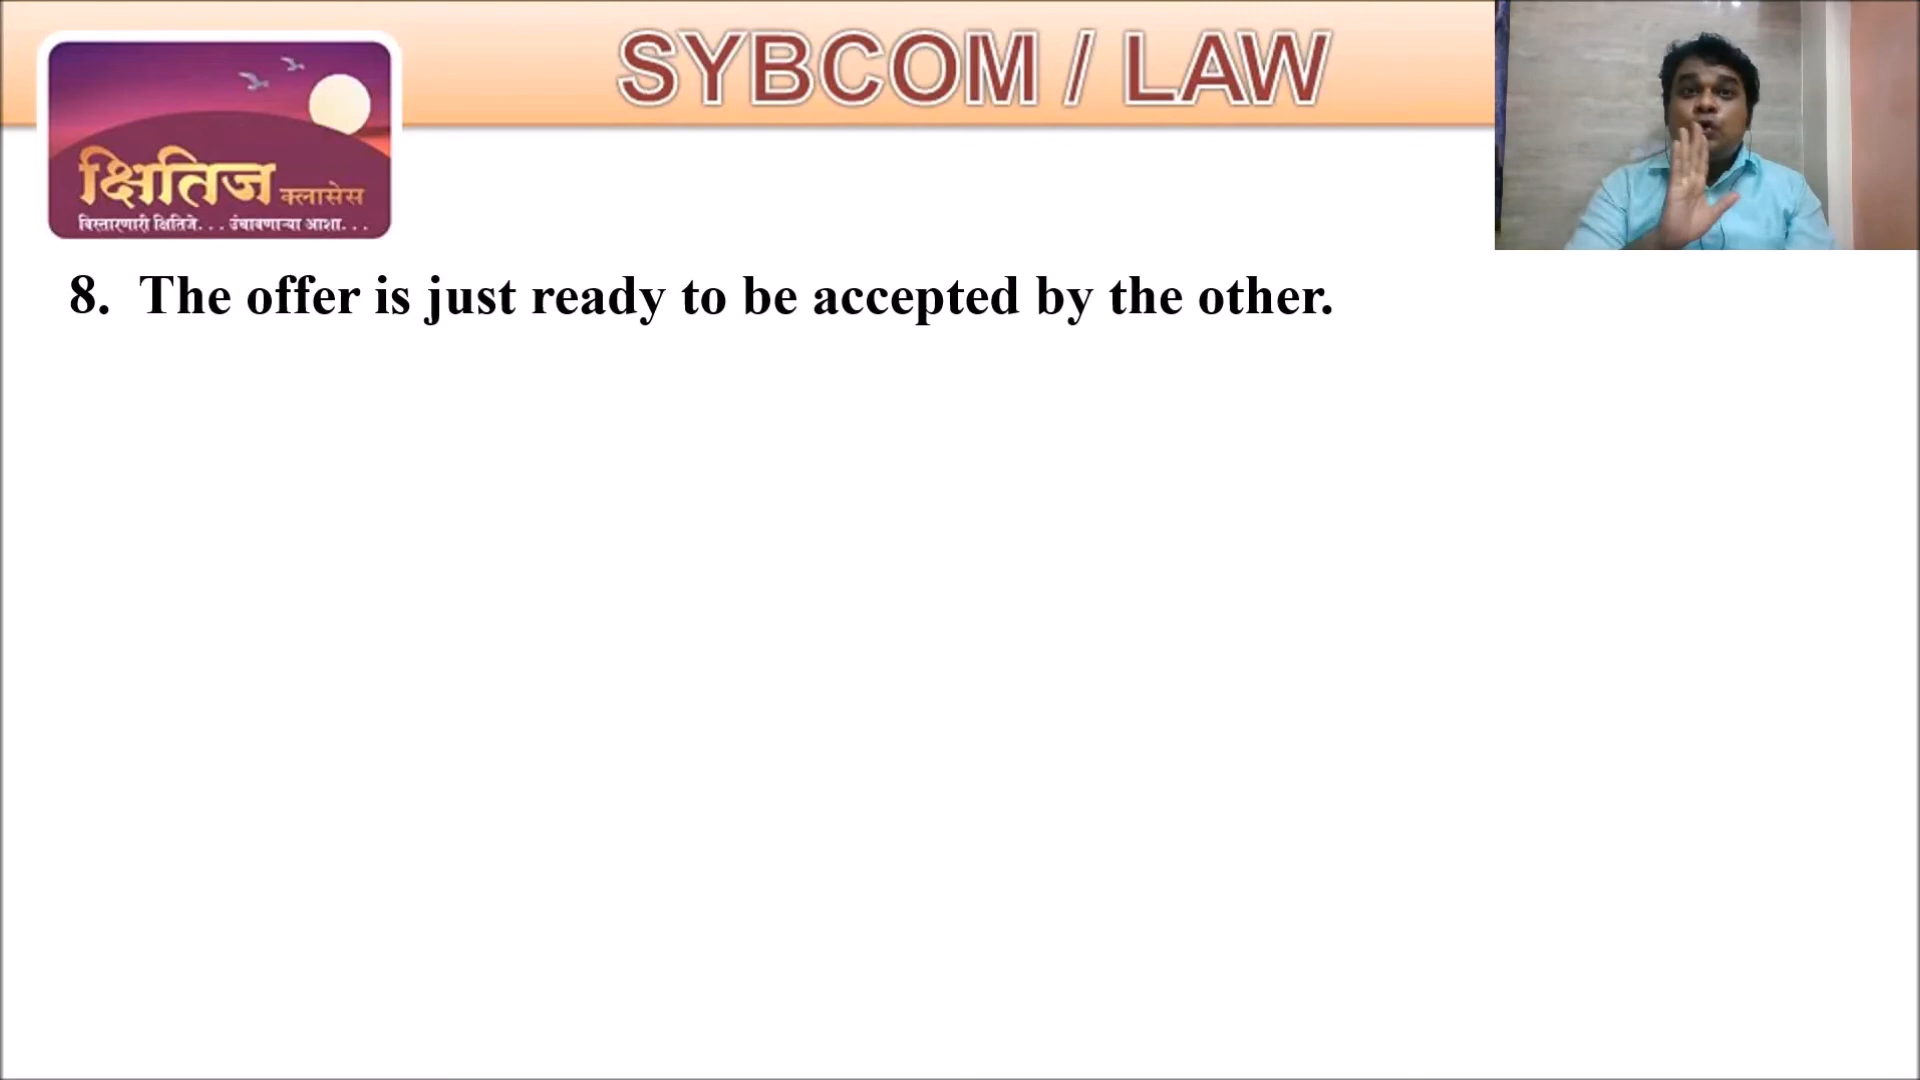 SYBCOM / LAW
क्षितिज क्लासेस
विस्तारणारी क्षितिजे... उंचावणाऱ्या आशा...
8. The offer is just ready to be accepted by the other.